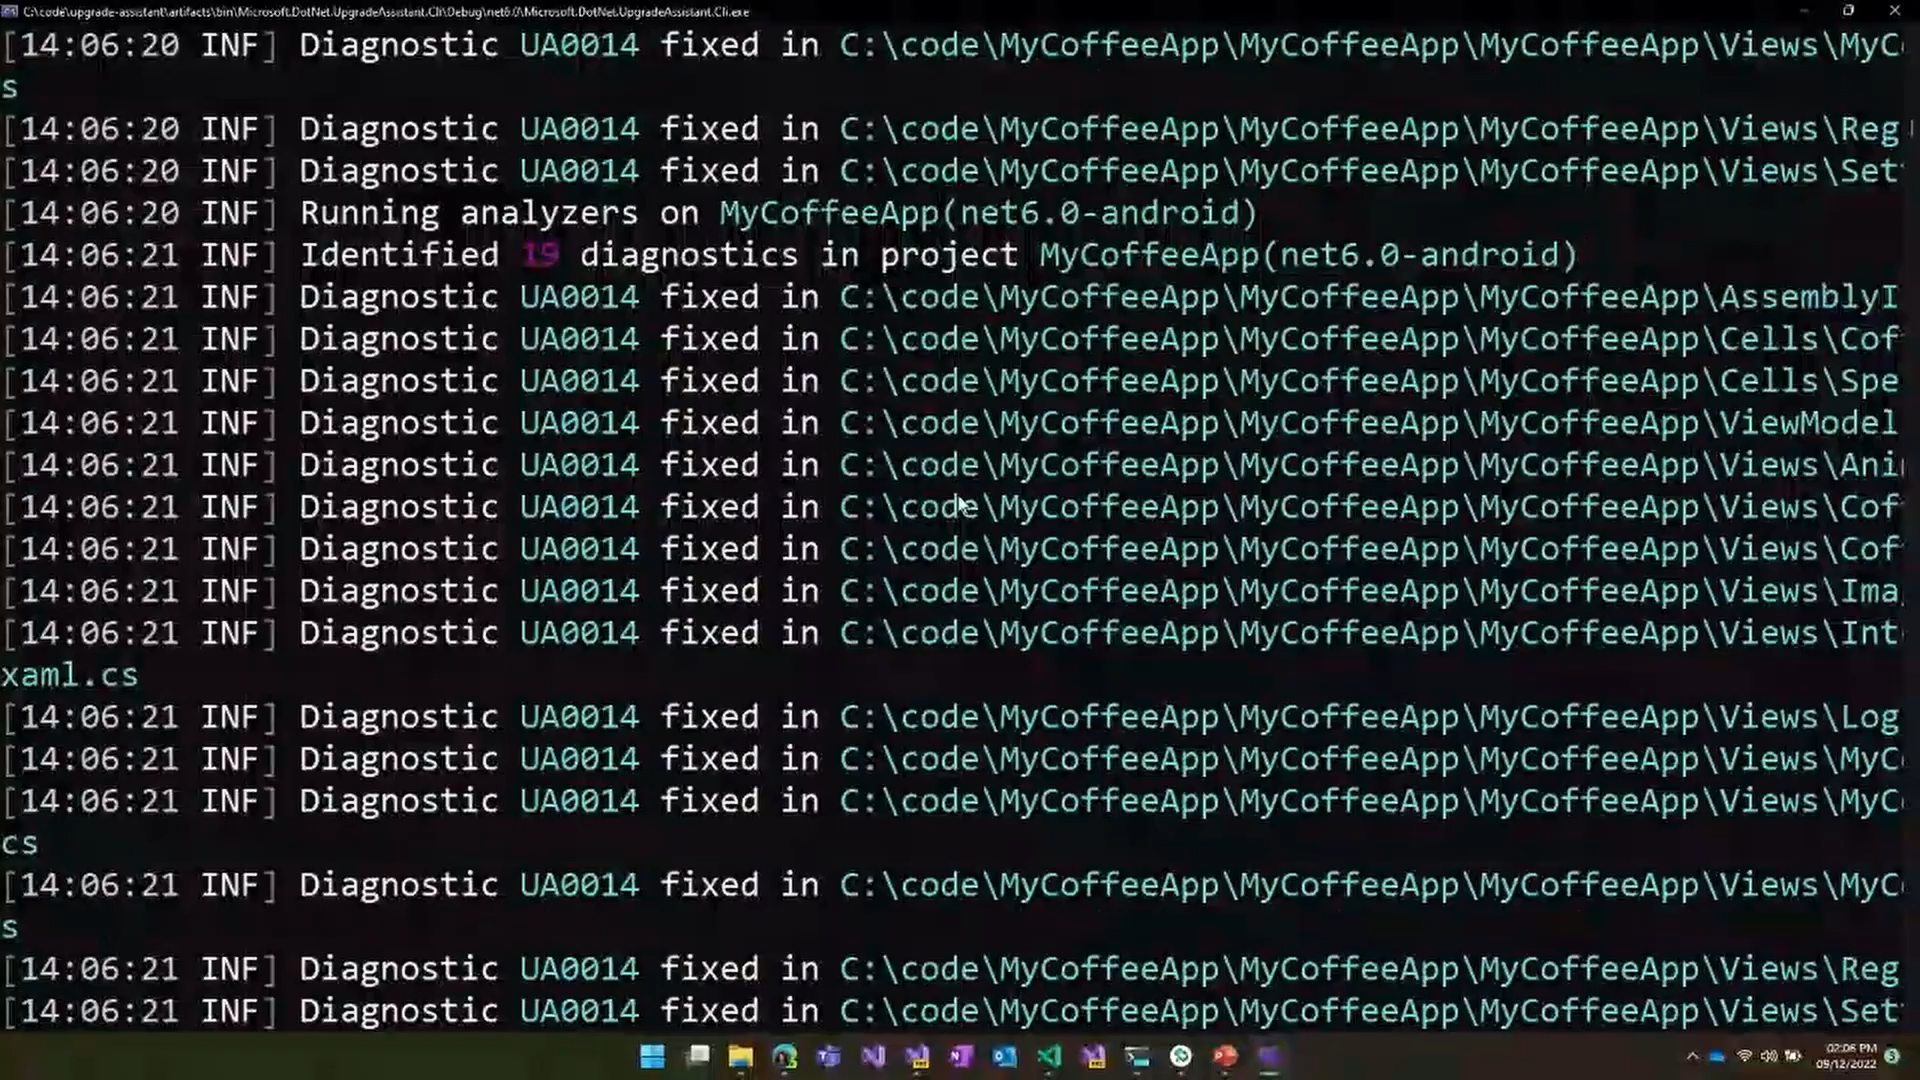 C:\code\upgrade-assistant\artifacts\bin\Microsoft.DotNet.UpgradeAssistant.Cli\Debug\net6.0\Microsoft.DotNet.UpgradeAssistant.Cli.exe
[14:06:20 INF] Diagnostic UA0014 fixed in C:\code\MyCoffeeApp\MyCoffeeApp\MyCoffeeApp\Views\MyC
s
[14:06:20 INF] Diagnostic UA0014 fixed in C:\code\MyCoffeeApp\MyCoffeeApp\MyCoffeeApp\Views\Reg
[14:06:20 INF] Diagnostic UA0014 fixed in C:\code\MyCoffeeApp\MyCoffeeApp\MyCoffeeApp\Views\Set
[14:06:20 INF] Running analyzers on MyCoffeeApp(net6.0-android)
[14:06:21 INF] Identified 19 diagnostics in project MyCoffeeApp(net6.0-android)
[14:06:21 INF] Diagnostic UA0014 fixed in C:\code\MyCoffeeApp\MyCoffeeApp\MyCoffeeApp\AssemblyI
[14:06:21 INF] Diagnostic UA0014 fixed in C:\code\MyCoffeeApp\MyCoffeeApp\MyCoffeeApp\Cells\Cof
[14:06:21 INF] Diagnostic UA0014 fixed in C:\code\MyCoffeeApp\MyCoffeeApp\MyCoffeeApp\Cells\Spe
[14:06:21 INF] Diagnostic UA0014 fixed in C:\code\MyCoffeeApp\MyCoffeeApp\MyCoffeeApp\ViewModel
[14:06:21 INF] Diagnostic UA0014 fixed in C:\code\MyCoffeeApp\MyCoffeeApp\MyCoffeeApp\Views\Ani
[14:06:21 INF] Diagnostic UA0014 fixed in C:\code\MyCoffeeApp\MyCoffeeApp\MyCoffeeApp\Views\Cof
[14:06:21 INF] Diagnostic UA0014 fixed in C:\code\MyCoffeeApp\MyCoffeeApp\MyCoffeeApp\Views\Cof
[14:06:21 INF] Diagnostic UA0014 fixed in C:\code\MyCoffeeApp\MyCoffeeApp\MyCoffeeApp\Views\Ima
[14:06:21 INF] Diagnostic UA0014 fixed in C:\code\MyCoffeeApp\MyCoffeeApp\MyCoffeeApp\Views\Int
xaml.cs
[14:06:21 INF] Diagnostic UA0014 fixed in C:\code\MyCoffeeApp\MyCoffeeApp\MyCoffeeApp\Views\Log
[14:06:21 INF] Diagnostic UA0014 fixed in C:\code\MyCoffeeApp\MyCoffeeApp\MyCoffeeApp\Views\MyC
[14:06:21 INF] Diagnostic UA0014 fixed in C:\code\MyCoffeeApp\MyCoffeeApp\MyCoffeeApp\Views\MyC
cs
[14:06:21 INF] Diagnostic UA0014 fixed in C:\code\MyCoffeeApp\MyCoffeeApp\MyCoffeeApp\Views\MyC
s
[14:06:21 INF] Diagnostic UA0014 fixed in C:\code\MyCoffeeApp\MyCoffeeApp\MyCoffeeApp\Views\Reg
[14:06:21 INF] Diagnostic UA0014 fixed in C:\code\MyCoffeeApp\MyCoffeeApp\MyCoffeeApp\Views\Set
02:06 PM
09/12/2022